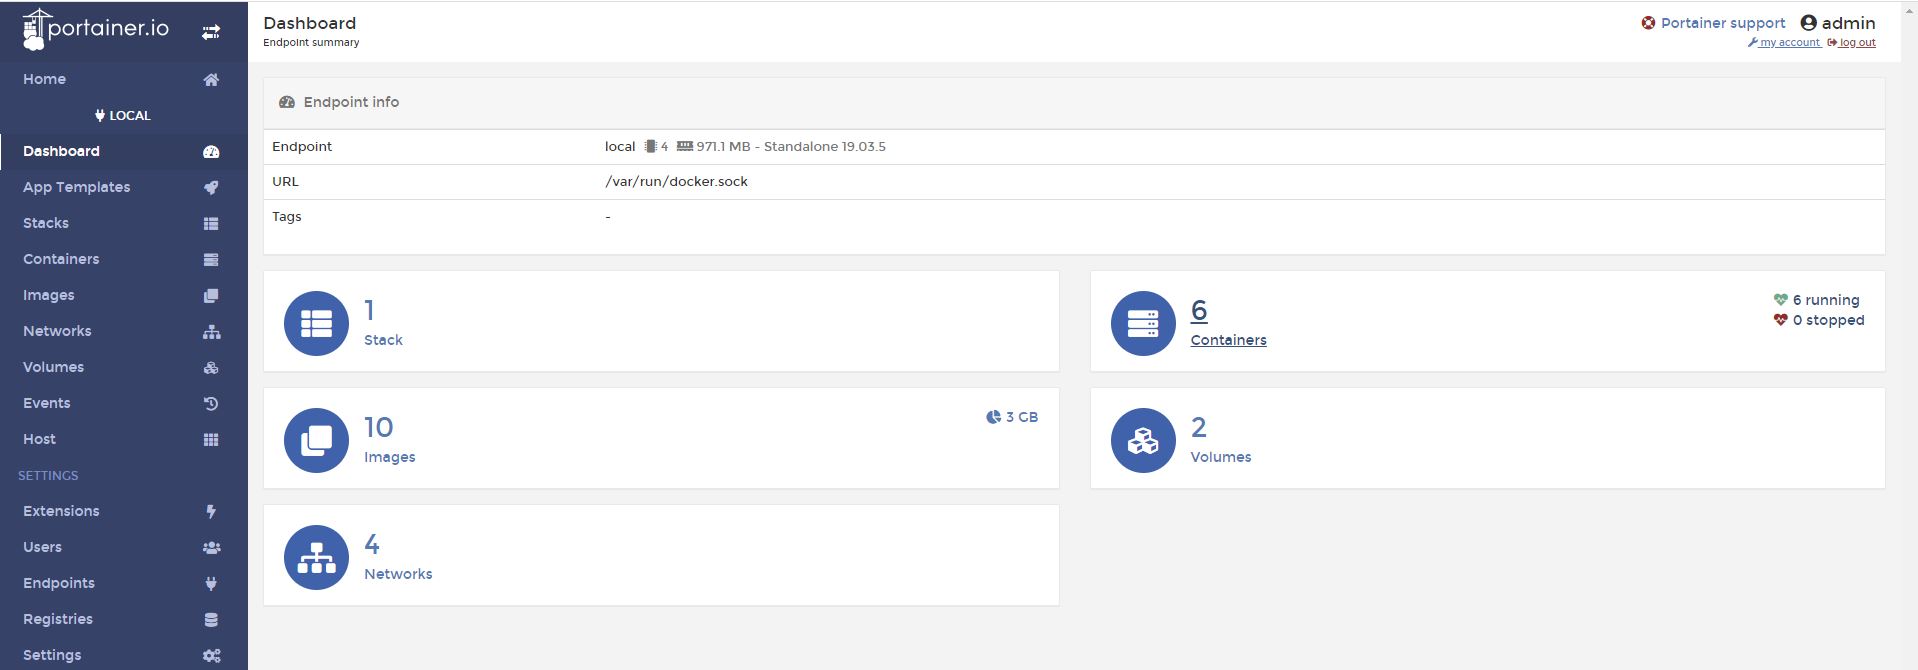 portainer.io
Home
LOCAL
Dashboard
App Templates
Stacks
Containers
Images
Networks
Volumes
Events
Host
SETTINGS
Extensions
Users
Endpoints
Registries
Settings
Dashboard
Endpoint summary
Portainer support admin
my account log out
Endpoint info
Endpoint local 4 971.1 MB - Standalone 19.03.5
URL /var/run/docker.sock
Tags -
1
Stack
6
Containers
6 running
0 stopped
10
Images
3 GB
2
Volumes
4
Networks